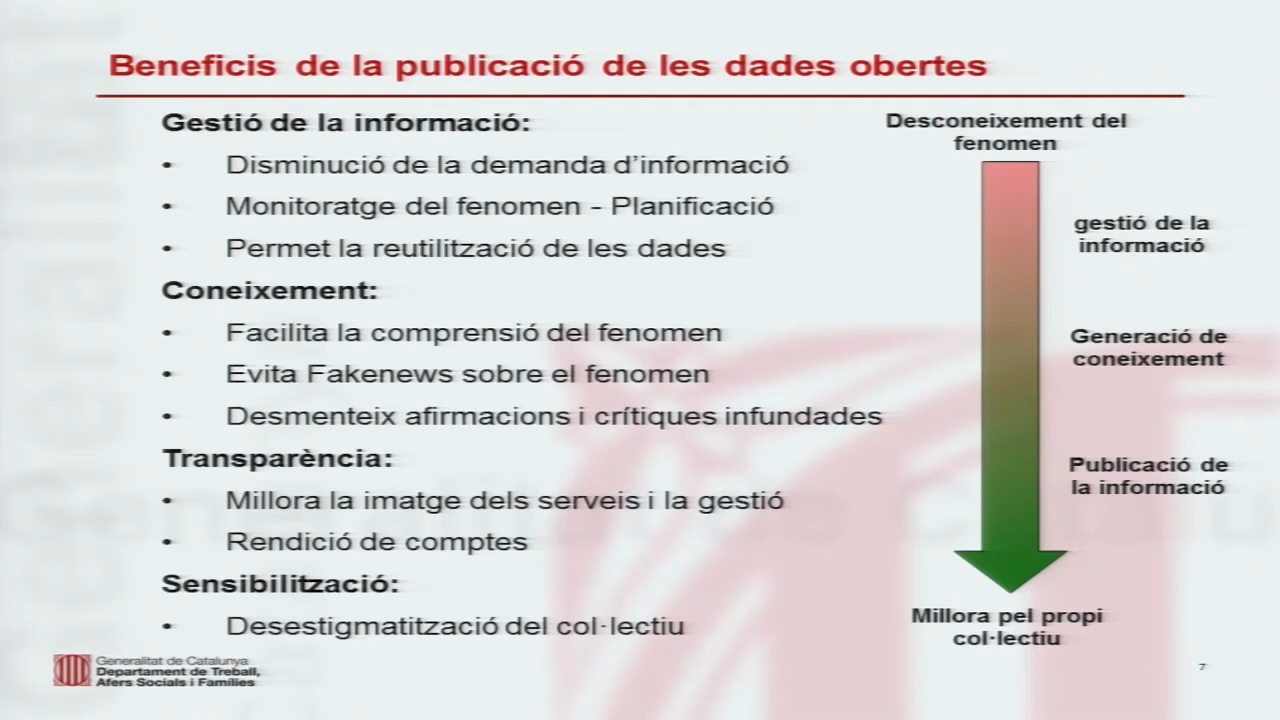 Beneficis de la publicació de les dades obertes
Gestió de la informació:
• Disminució de la demanda d'informació
• Monitoratge del fenomen - Planificació
• Permet la reutilització de les dades
Coneixement:
• Facilita la comprensió del fenomen
• Evita Fakenews sobre el fenomen
• Desmenteix afirmacions i crítiques infundades
Transparència:
• Millora la imatge dels serveis i la gestió
• Rendició de comptes
Sensibilització:
• Desestigmatització del col·lectiu
Desconeixement del
fenomen
gestió de la
informació
Generació de
coneixement
Publicació de
la informació
Millora pel propi
col·lectiu
Generalitat de Catalunya
Departament de Treball,
Afers Socials i Famílies
7